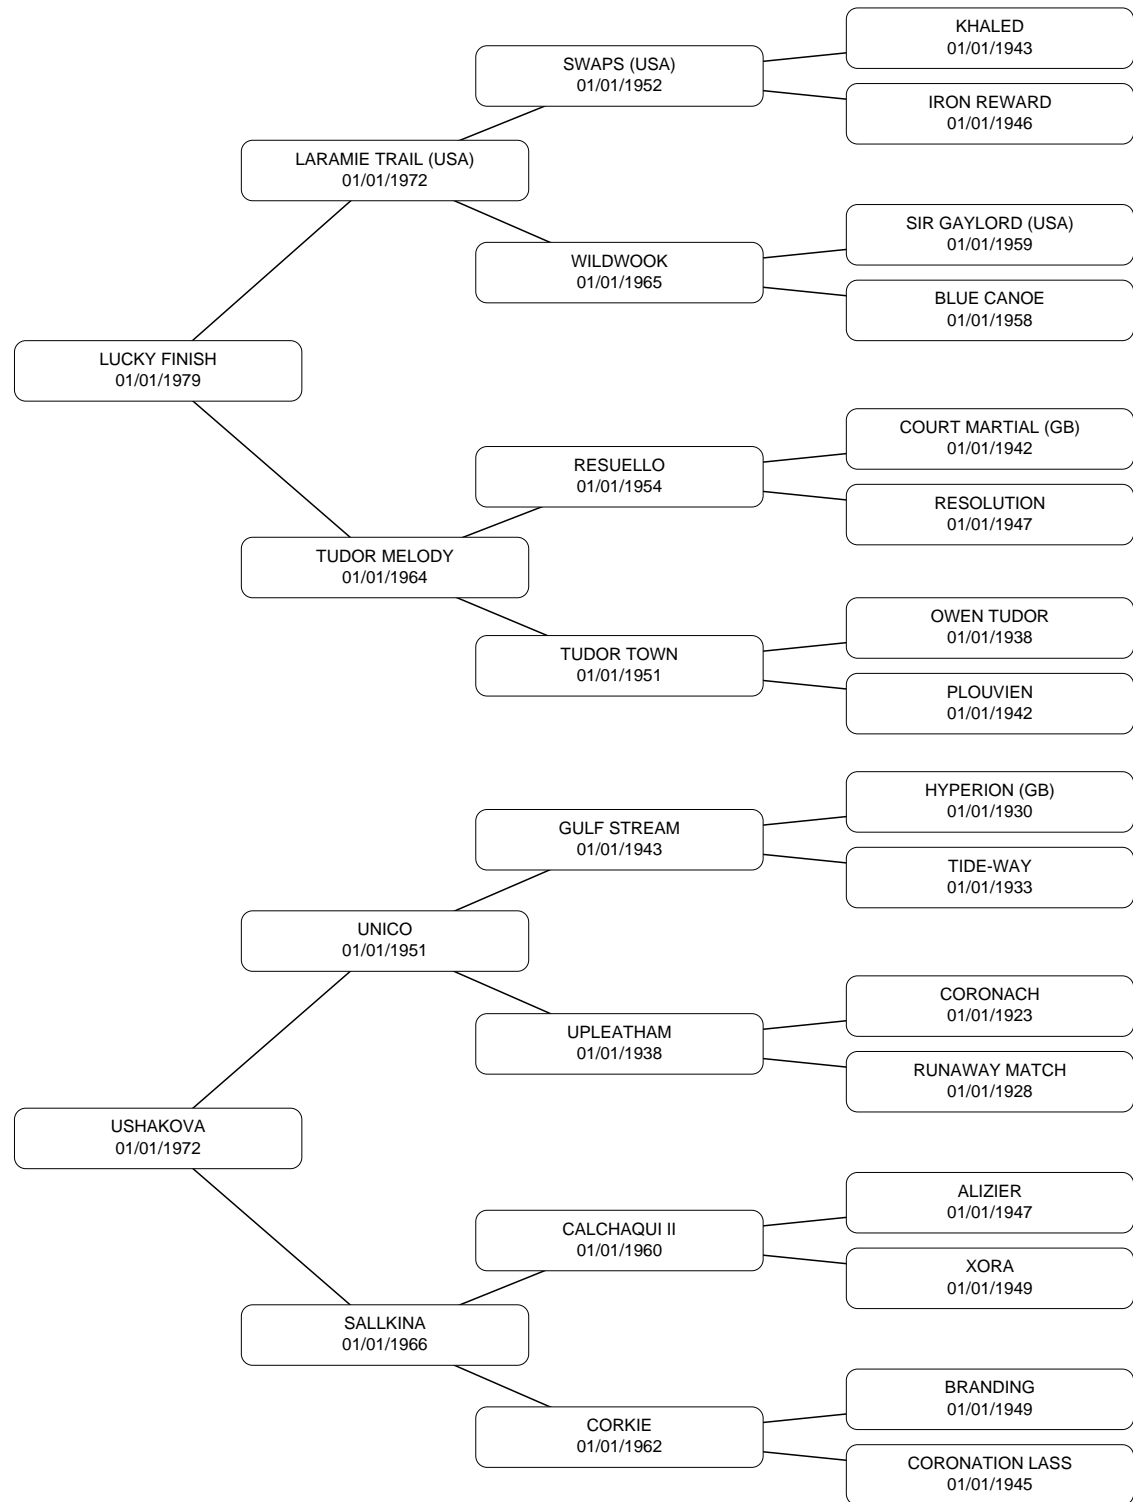 KHALED
01/01/1943
SWAPS (USA)
01/01/1952
IRON REWARD
01/01/1946
LARAMIE TRAIL (USA)
01/01/1972
SIR GAYLORD (USA)
01/01/1959
WILDWOOK
01/01/1965
BLUE CANOE
01/01/1958
LUCKY FINISH
01/01/1979
COURT MARTIAL (GB)
01/01/1942
RESUELLO
01/01/1954
RESOLUTION
01/01/1947
TUDOR MELODY
01/01/1964
OWEN TUDOR
01/01/1938
TUDOR TOWN
01/01/1951
PLOUVIEN
01/01/1942
HYPERION (GB)
01/01/1930
GULF STREAM
01/01/1943
TIDE-WAY
01/01/1933
UNICO
01/01/1951
CORONACH
01/01/1923
UPLEATHAM
01/01/1938
RUNAWAY MATCH
01/01/1928
USHAKOVA
01/01/1972
ALIZIER
01/01/1947
CALCHAQUI II
01/01/1960
XORA
01/01/1949
SALLKINA
01/01/1966
BRANDING
01/01/1949
CORKIE
01/01/1962
CORONATION LASS
01/01/1945